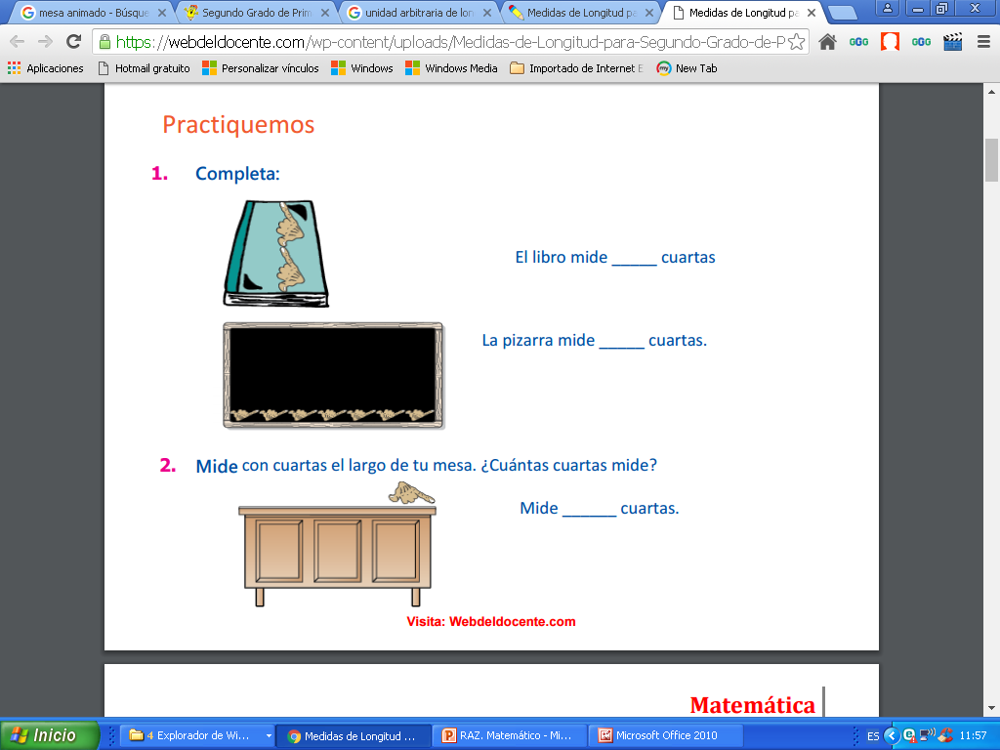 mesa animado - Búsque
Segundo Grado de Prim
unidad arbitraria de lon
Medidas de Longitud pa
Medidas de Longitud pa
https://webdeldocente.com/wp-content/uploads/Medidas-de-Longitud-para-Segundo-Grado-de-P
Aplicaciones
Hotmail gratuito
Personalizar vínculos
Windows
Windows Media
Importado de Internet E
New Tab
Practiquemos
1. Completa:
El libro mide _____ cuartas
La pizarra mide _____ cuartas.
2. Mide con cuartas el largo de tu mesa. ¿Cuántas cuartas mide?
Mide ______ cuartas.
Visita: Webdeldocente.com
Matemática
Inicio
4 Explorador de Wi...
Medidas de Longitud ...
RAZ. Matemático - Mi...
Microsoft Office 2010
ES
11:57